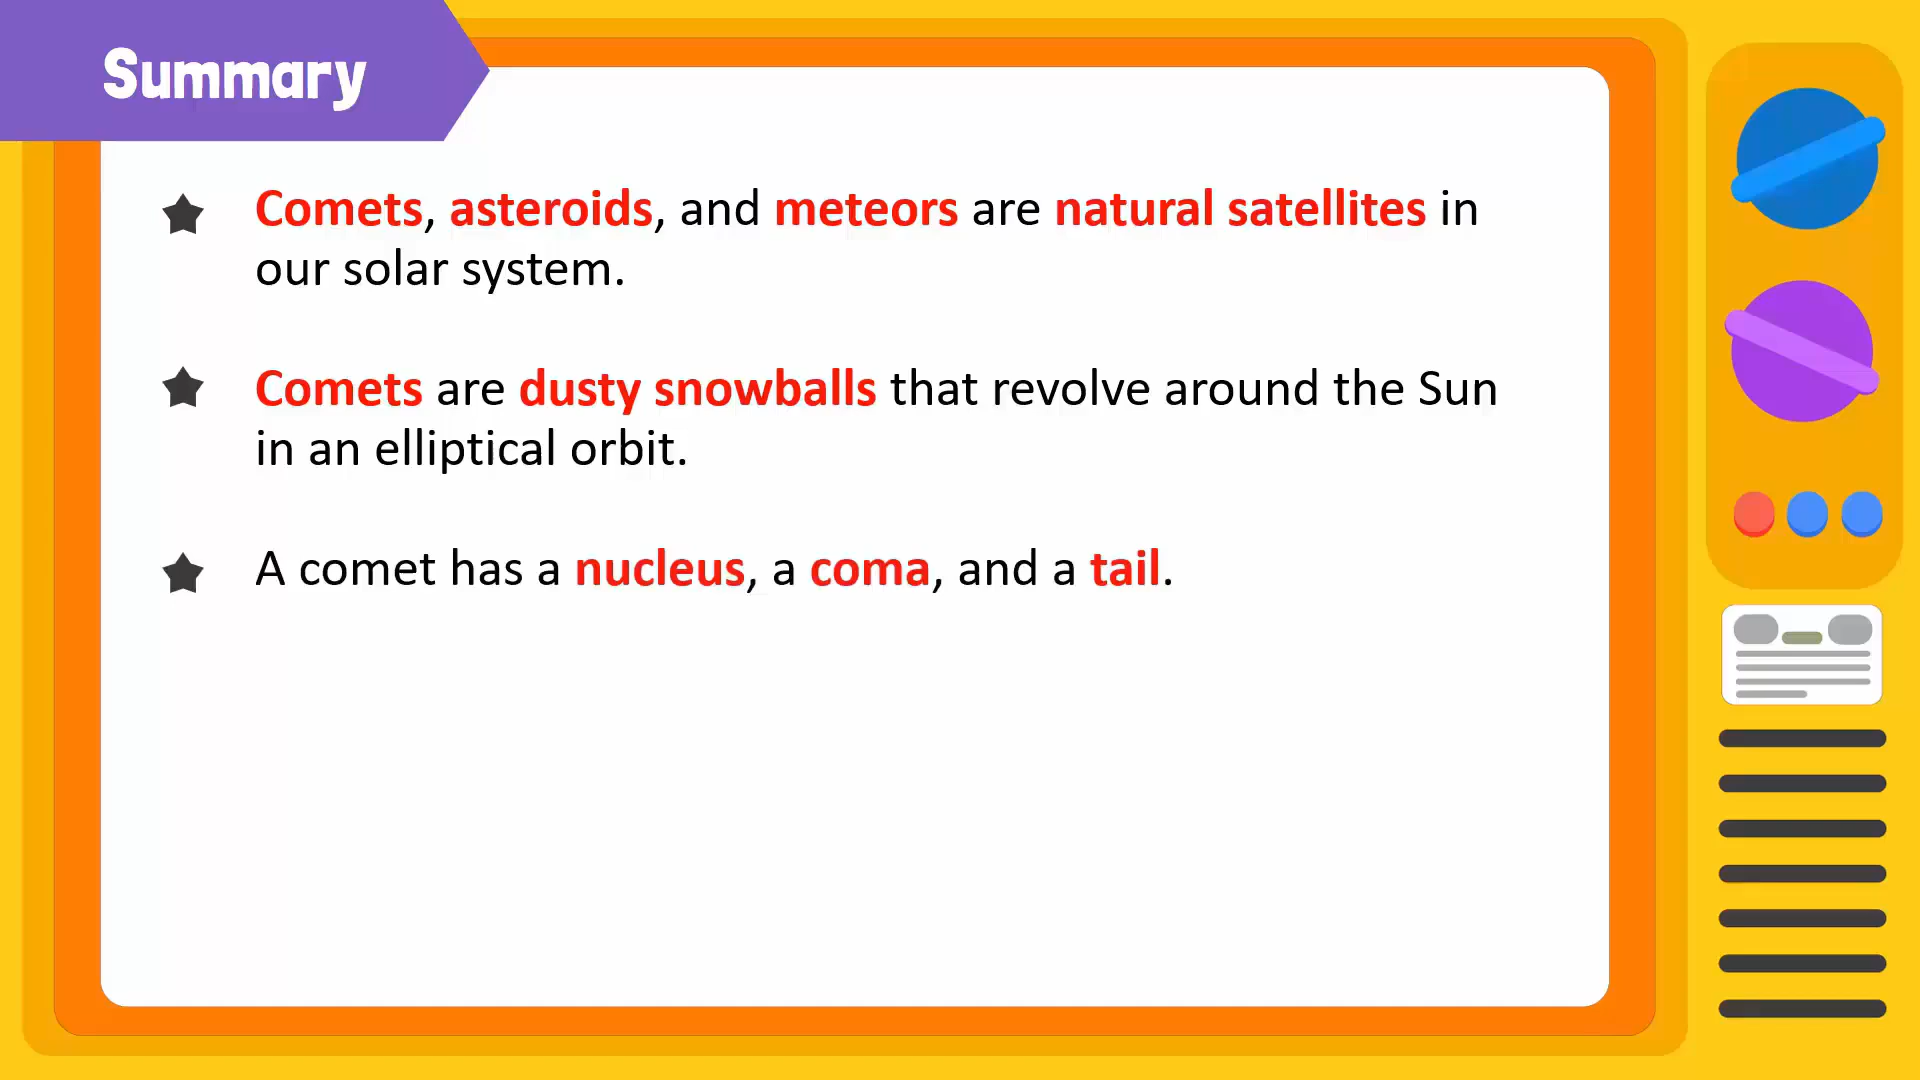 Summary
Comets, asteroids, and meteors are natural satellites in
our solar system.
Comets are dusty snowballs that revolve around the Sun
in an elliptical orbit.
A comet has a nucleus, a coma, and a tail.